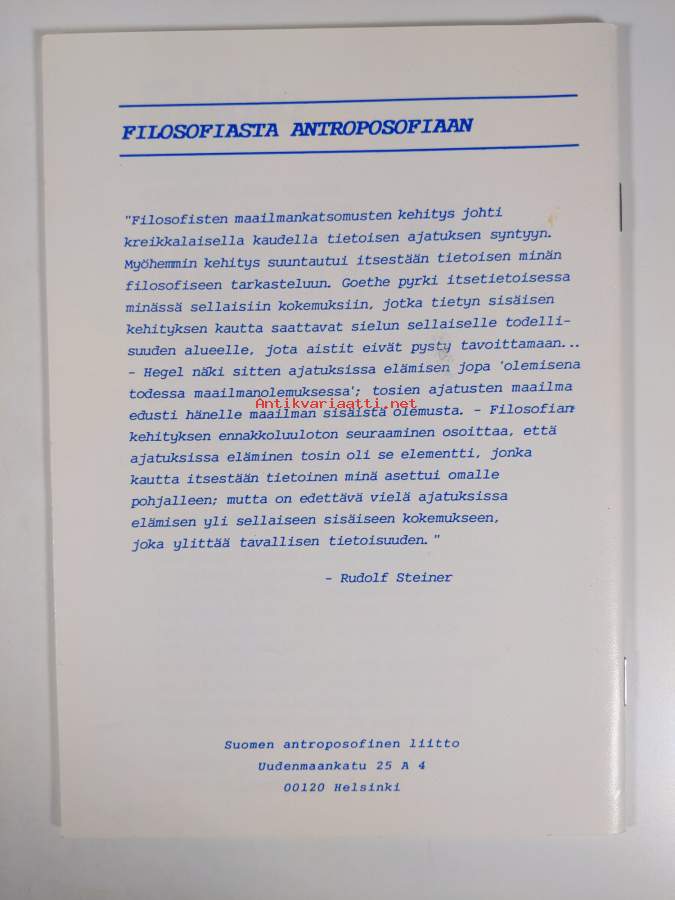 FILOSOFIASTA ANTROPOSOFIAAN
"Filosofisten maailmankatsomusten kehitys johti
kreikkalaisella kaudella tietoisen ajatuksen syntyyn.
Myöhemmin kehitys suuntautui itsestään tietoisen minän
filosofiseen tarkasteluun. Goethe pyrki itsetietoisessa
minässä sellaisiin kokemuksiin, jotka tietyn sisäisen
kehityksen kautta saattavat sielun sellaiselle todelli-
suuden alueelle, jota aistit eivät pysty tavoittamaan...
- Hegel näki sitten ajatuksissa elämisen jopa 'olemisena
todessa maailmanolemuksessa'; tosien ajatusten maailma
Antikvariaatti.net
edusti hänelle maailman sisäistä olemusta. - Filosofian
kehityksen ennakkoluuloton seuraaminen osoittaa, että
ajatuksissa eläminen tosin oli se elementti, jonka
kautta itsestään tietoinen minä asettui omalle
pohjalleen; mutta on edettävä vielä ajatuksissa
elämisen yli sellaiseen sisäiseen kokemukseen,
joka ylittää tavallisen tietoisuuden."
- Rudolf Steiner
Suomen antroposofinen liitto
Uudenmaankatu 25 A 4
00120 Helsinki